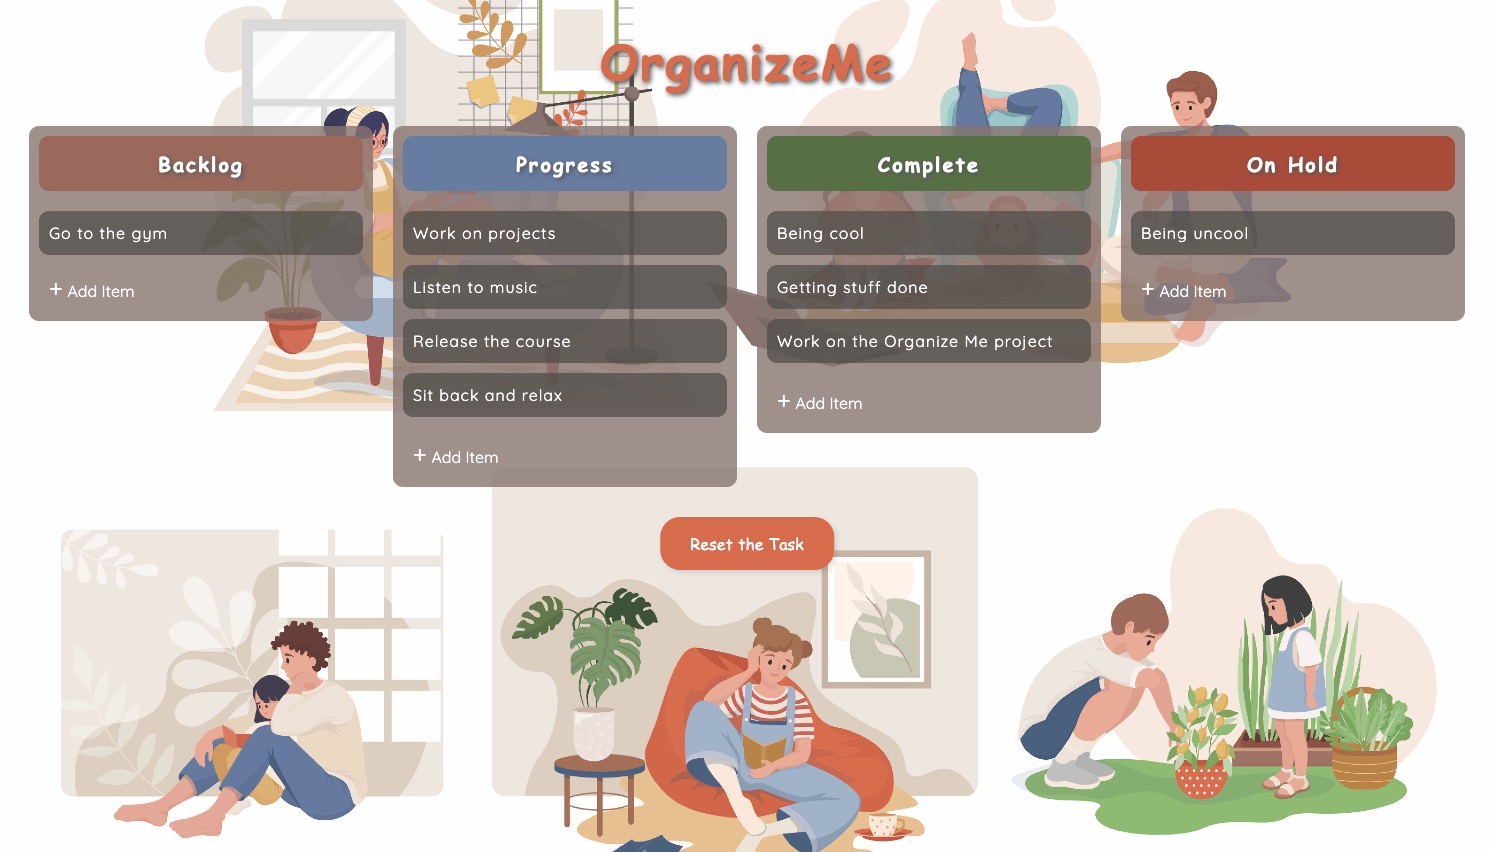 OrganizeMe
Backlog
Go to the gym
+ Add Item
Progress
Work on projects
Listen to music
Release the course
Sit back and relax
+ Add Item
Complete
Being cool
Getting stuff done
Work on the Organize Me project
+ Add Item
On Hold
Being uncool
+ Add Item
Reset the Task